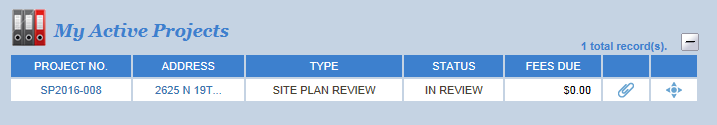 My Active Projects
1 total record(s).
PROJECT NO. ADDRESS TYPE STATUS FEES DUE
SP2016-008 2625 N 19T... SITE PLAN REVIEW IN REVIEW $0.00